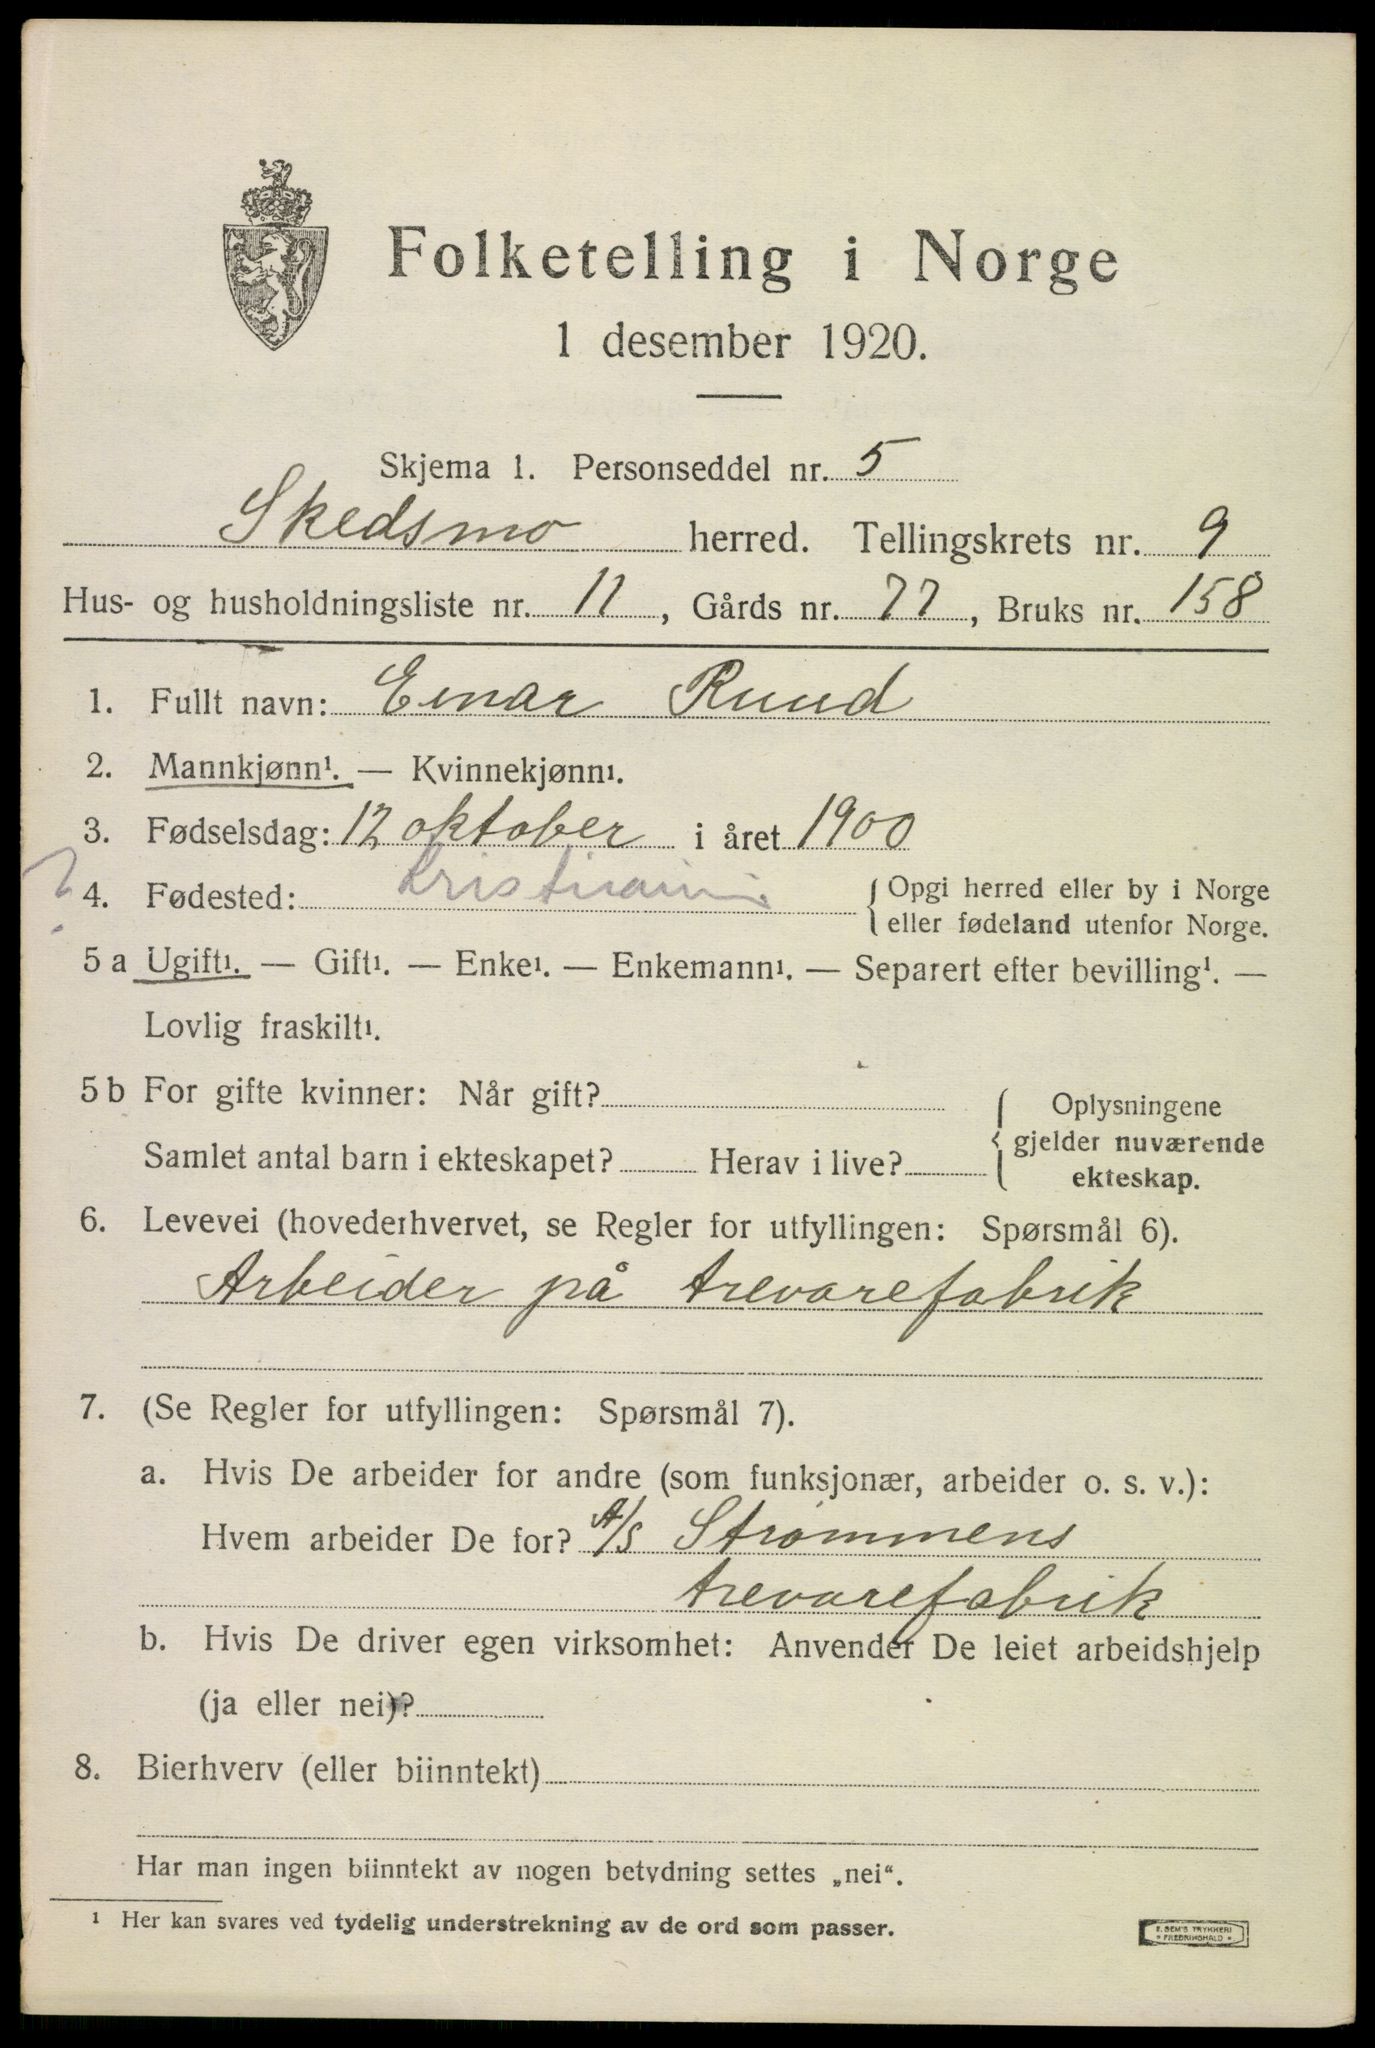 Folketelling i Norge
1 desember 1920.
Skjema 1. Personseddel nr. 5
Skedsmo herred. Tellingskrets nr. 9
Hus- og husholdningsliste nr. 11, Gårds nr. 77, Bruks nr. 158
1. Fullt navn: Einar Ruud
2. Mannkjønn¹. — Kvinnekjønn¹.
3. Fødselsdag: 12 oktober i året 1900
? 4. Fødested: Kristiania { Opgi herred eller by i Norge
eller fødeland utenfor Norge.
5 a Ugift¹. — Gift¹. — Enke¹. — Enkemann¹. — Separert efter bevilling¹. —
Lovlig fraskilt¹.
5 b For gifte kvinner: Når gift? { Oplysningene
gjelder nuværende
Samlet antal barn i ekteskapet? Herav i live?
ekteskap.
6. Levevei (hovederhvervet, se Regler for utfyllingen: Spørsmål 6).
Arbeider på trevarefabrik
7. (Se Regler for utfyllingen: Spørsmål 7).
a. Hvis De arbeider for andre (som funksjonær, arbeider o. s. v.):
Hvem arbeider De for? A/S Strømmens
trevarefabrik
b. Hvis De driver egen virksomhet: Anvender De leiet arbeidshjelp
(ja eller nei)?
8. Bierhverv (eller biinntekt)
Har man ingen biinntekt av nogen betydning settes „nei“.
¹ Her kan svares ved tydelig understrekning av de ord som passer.
E. SEM'S TRYKKERI
* FREDRIKSHALD *